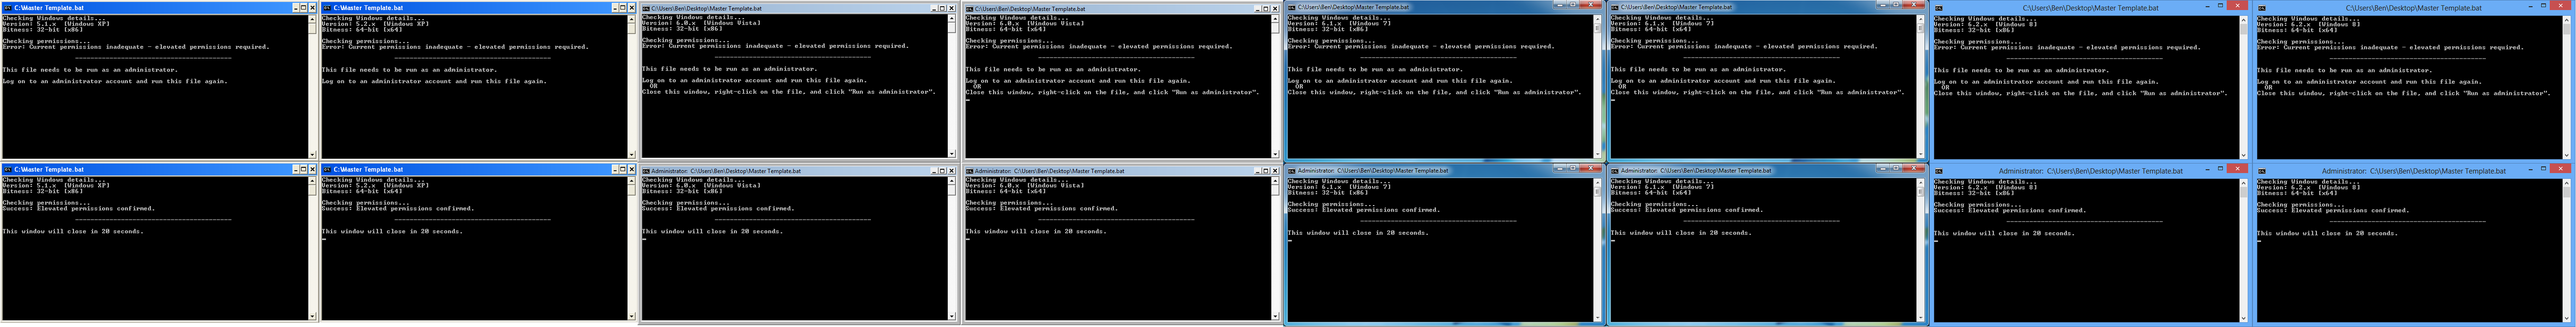 C:\Master Template.bat
Checking Windows details...
Version: 5.1.x [Windows XP]
Bitness: 32-bit [x86]
Checking permissions...
Error: Current permissions inadequate - elevated permissions required.
This file needs to be run as an administrator.
Log on to an administrator account and run this file again.
C:\Master Template.bat
Checking Windows details...
Version: 5.2.x [Windows XP]
Bitness: 64-bit [x64]
Checking permissions...
Error: Current permissions inadequate - elevated permissions required.
This file needs to be run as an administrator.
Log on to an administrator account and run this file again.
C:\Users\Ben\Desktop\Master Template.bat
Checking Windows details...
Version: 6.0.x [Windows Vista]
Bitness: 32-bit [x86]
Checking permissions...
Error: Current permissions inadequate - elevated permissions required.
This file needs to be run as an administrator.
Log on to an administrator account and run this file again.
OR
Close this window, right-click on the file, and click "Run as administrator".
C:\Users\Ben\Desktop\Master Template.bat
Checking Windows details...
Version: 6.0.x [Windows Vista]
Bitness: 64-bit [x64]
Checking permissions...
Error: Current permissions inadequate - elevated permissions required.
This file needs to be run as an administrator.
Log on to an administrator account and run this file again.
OR
Close this window, right-click on the file, and click "Run as administrator".
C:\Users\Ben\Desktop\Master Template.bat
Checking Windows details...
Version: 6.1.x [Windows 7]
Bitness: 32-bit [x86]
Checking permissions...
Error: Current permissions inadequate - elevated permissions required.
This file needs to be run as an administrator.
Log on to an administrator account and run this file again.
OR
Close this window, right-click on the file, and click "Run as administrator".
C:\Users\Ben\Desktop\Master Template.bat
Checking Windows details...
Version: 6.1.x [Windows 7]
Bitness: 64-bit [x64]
Checking permissions...
Error: Current permissions inadequate - elevated permissions required.
This file needs to be run as an administrator.
Log on to an administrator account and run this file again.
OR
Close this window, right-click on the file, and click "Run as administrator".
C:\Users\Ben\Desktop\Master Template.bat
Checking Windows details...
Version: 6.2.x [Windows 8]
Bitness: 32-bit [x86]
Checking permissions...
Error: Current permissions inadequate - elevated permissions required.
This file needs to be run as an administrator.
Log on to an administrator account and run this file again.
OR
Close this window, right-click on the file, and click "Run as administrator".
C:\Users\Ben\Desktop\Master Template.bat
Checking Windows details...
Version: 6.2.x [Windows 8]
Bitness: 64-bit [x64]
Checking permissions...
Error: Current permissions inadequate - elevated permissions required.
This file needs to be run as an administrator.
Log on to an administrator account and run this file again.
OR
Close this window, right-click on the file, and click "Run as administrator".
C:\Master Template.bat
Checking Windows details...
Version: 5.1.x [Windows XP]
Bitness: 32-bit [x86]
Checking permissions...
Success: Elevated permissions confirmed.
This window will close in 20 seconds.
C:\Master Template.bat
Checking Windows details...
Version: 5.2.x [Windows XP]
Bitness: 64-bit [x64]
Checking permissions...
Success: Elevated permissions confirmed.
This window will close in 20 seconds.
Administrator: C:\Users\Ben\Desktop\Master Template.bat
Checking Windows details...
Version: 6.0.x [Windows Vista]
Bitness: 32-bit [x86]
Checking permissions...
Success: Elevated permissions confirmed.
This window will close in 20 seconds.
Administrator: C:\Users\Ben\Desktop\Master Template.bat
Checking Windows details...
Version: 6.0.x [Windows Vista]
Bitness: 64-bit [x64]
Checking permissions...
Success: Elevated permissions confirmed.
This window will close in 20 seconds.
Administrator: C:\Users\Ben\Desktop\Master Template.bat
Checking Windows details...
Version: 6.1.x [Windows 7]
Bitness: 32-bit [x86]
Checking permissions...
Success: Elevated permissions confirmed.
This window will close in 20 seconds.
Administrator: C:\Users\Ben\Desktop\Master Template.bat
Checking Windows details...
Version: 6.1.x [Windows 7]
Bitness: 64-bit [x64]
Checking permissions...
Success: Elevated permissions confirmed.
This window will close in 20 seconds.
Administrator: C:\Users\Ben\Desktop\Master Template.bat
Checking Windows details...
Version: 6.2.x [Windows 8]
Bitness: 32-bit [x86]
Checking permissions...
Success: Elevated permissions confirmed.
This window will close in 20 seconds.
Administrator: C:\Users\Ben\Desktop\Master Template.bat
Checking Windows details...
Version: 6.2.x [Windows 8]
Bitness: 64-bit [x64]
Checking permissions...
Success: Elevated permissions confirmed.
This window will close in 20 seconds.